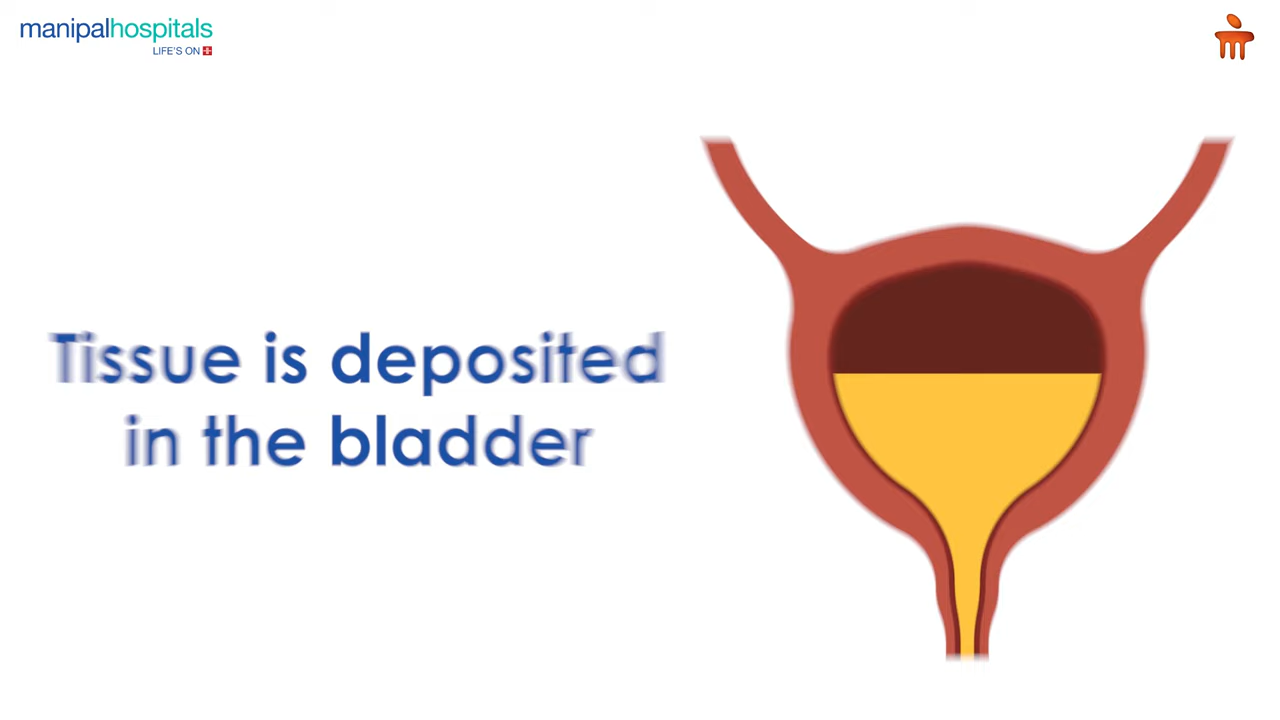 manipalhospitals
LIFE'S ON
Tissue is deposited
in the bladder